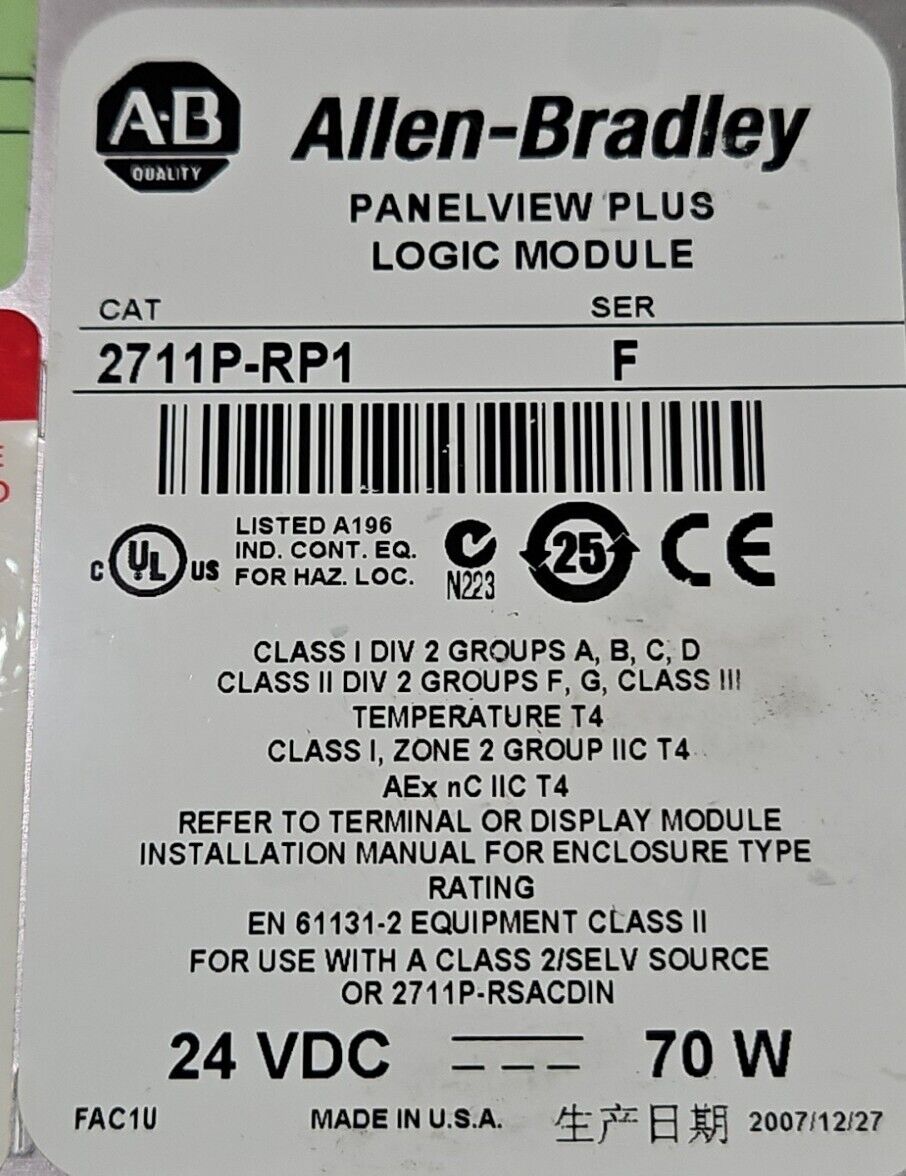 A·B
QUALITY
Allen-Bradley
PANELVIEW PLUS
LOGIC MODULE
CAT SER
2711P-RP1 F
C UL US
LISTED A196
IND. CONT. EQ.
FOR HAZ. LOC.
N223
25
CE
CLASS I DIV 2 GROUPS A, B, C, D
CLASS II DIV 2 GROUPS F, G, CLASS III
TEMPERATURE T4
CLASS I, ZONE 2 GROUP IIC T4
AEx nC IIC T4
REFER TO TERMINAL OR DISPLAY MODULE
INSTALLATION MANUAL FOR ENCLOSURE TYPE
RATING
EN 61131-2 EQUIPMENT CLASS II
FOR USE WITH A CLASS 2/SELV SOURCE
OR 2711P-RSACDIN
24 VDC 70 W
FAC1U MADE IN U.S.A. 生产日期 2007/12/27